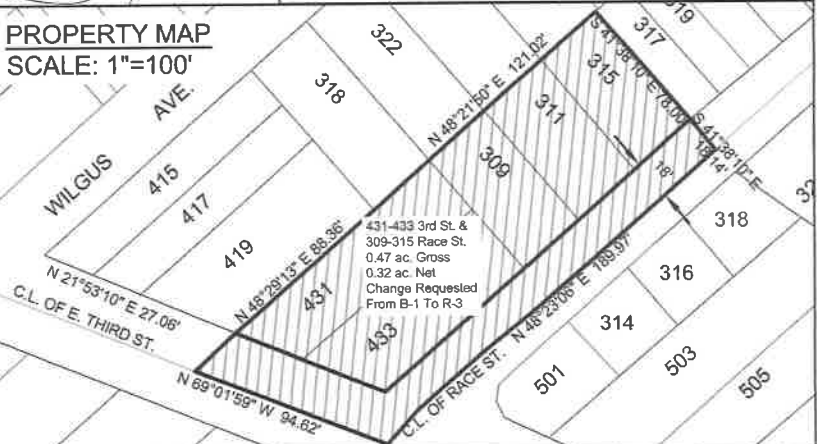 PROPERTY MAP
SCALE: 1"=100'
WILGUS AVE.
322
318
415
417
419
319
317
315
311
309
431
433
N 48°21'50" E 121.02'
S 41°38'10" E 78.00'
S 41°38'10" E
18.14'
18'
N 48°29'13" E 88.36'
N 21°53'10" E 27.06'
C.L. OF E. THIRD ST.
N 69°01'59" W 94.62'
C.L. OF RACE ST.
N 48°23'06" E 189.97'
431-433 3rd St. &
309-315 Race St.
0.47 ac. Gross
0.32 ac. Net
Change Requested
From B-1 To R-3
318
316
314
501
503
505